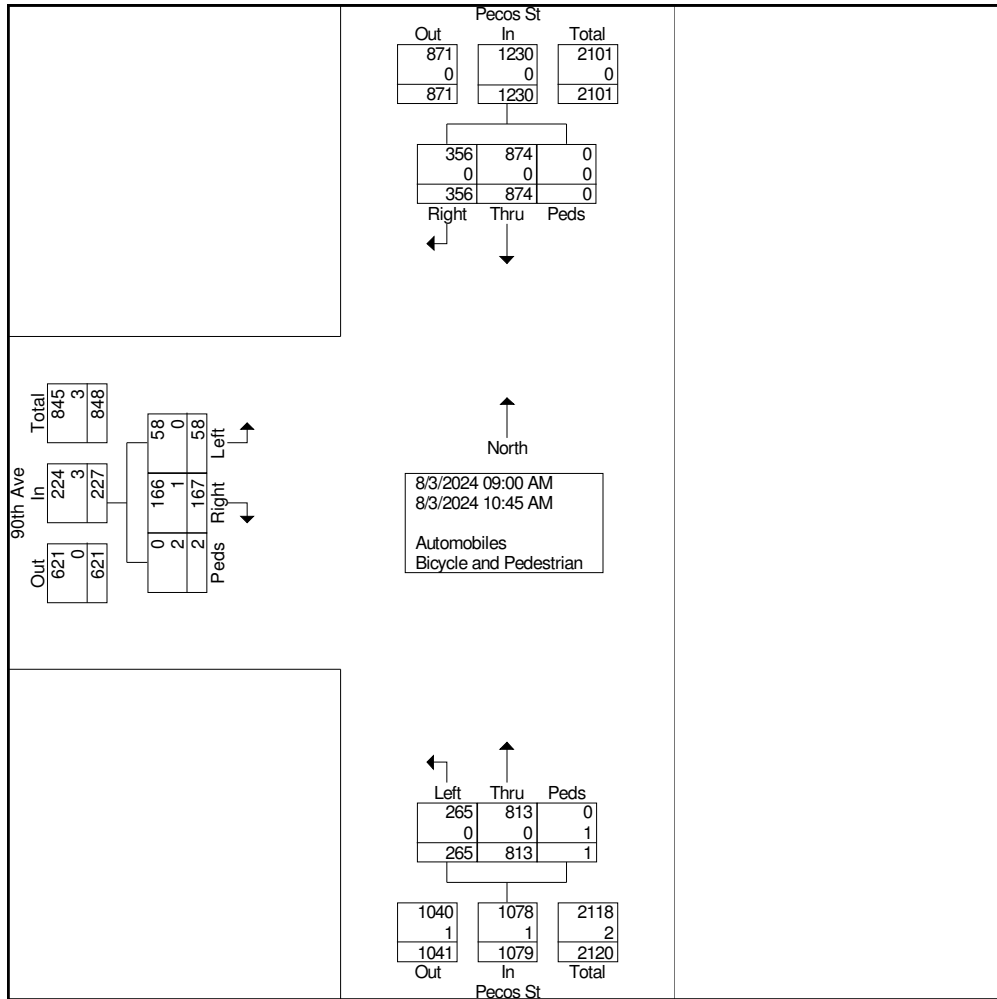 Pecos St
Out In Total
871 1230 2101
0 0 0
871 1230 2101
356 874 0
0 0 0
356 874 0
Right Thru Peds
90th Ave
Out In Total
621 224 845
0 3 3
621 227 848
0 166 58
2 1 0
2 167 58
Peds Right Left
North
8/3/2024 09:00 AM
8/3/2024 10:45 AM
Automobiles
Bicycle and Pedestrian
Left Thru Peds
265 813 0
0 0 1
265 813 1
1040 1078 2118
1 1 2
1041 1079 2120
Out In Total
Pecos St